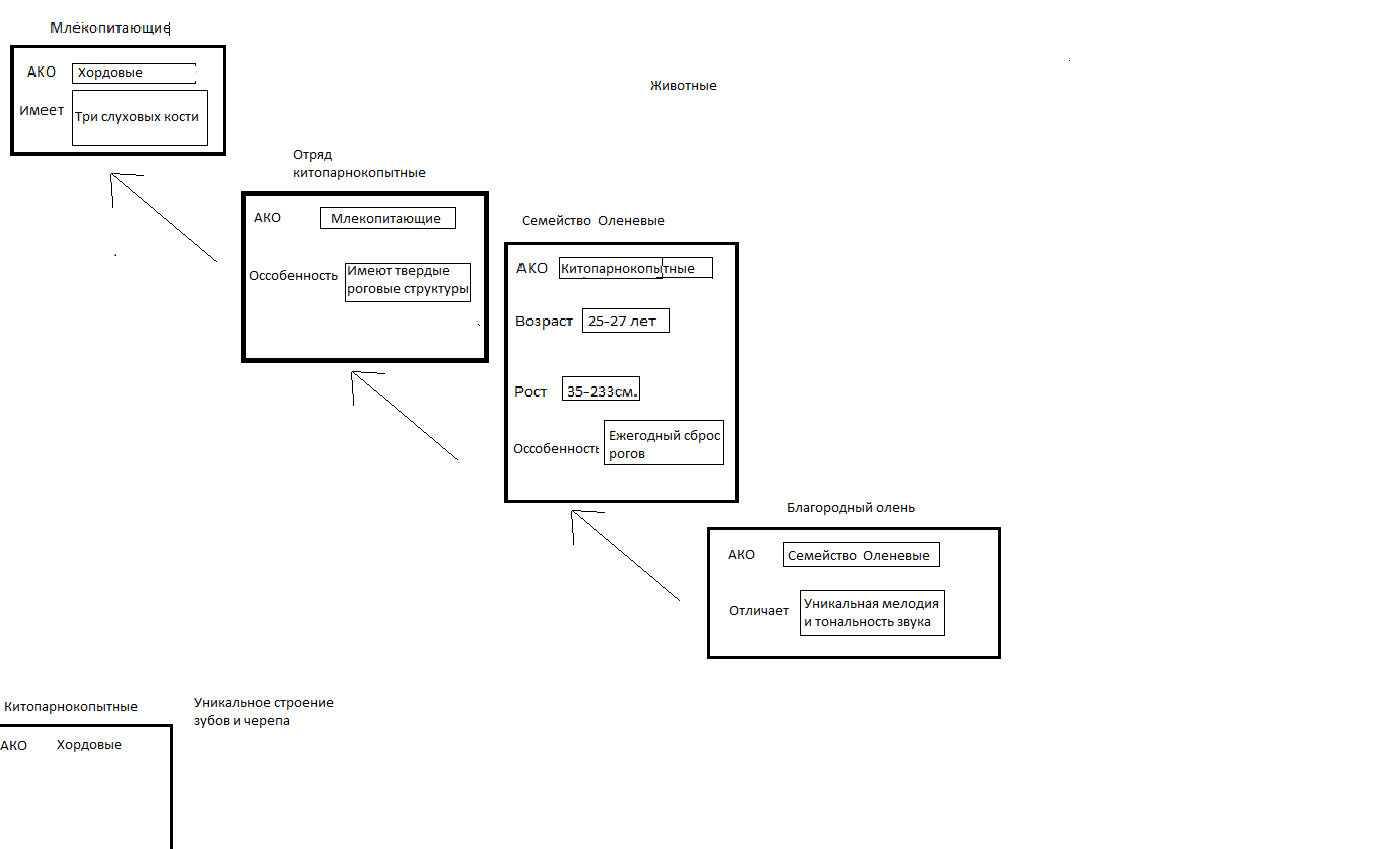 Млекопитающие
АКО Хордовые
Имеет Три слуховых кости
Животные
Отряд
китопарнокопытные
АКО Млекопитающие
Оссобенность Имеют твердые
роговые структуры
Семейство Оленевые
АКО Китопарнокопытные
Возраст 25-27 лет
Рост 35-233см.
Оссобенность Ежегодный сброс
рогов
Благородный олень
АКО Семейство Оленевые
Отличает Уникальная мелодия
и тональность звука
Китопарнокопытные
АКО Хордовые
Уникальное строение
зубов и черепа